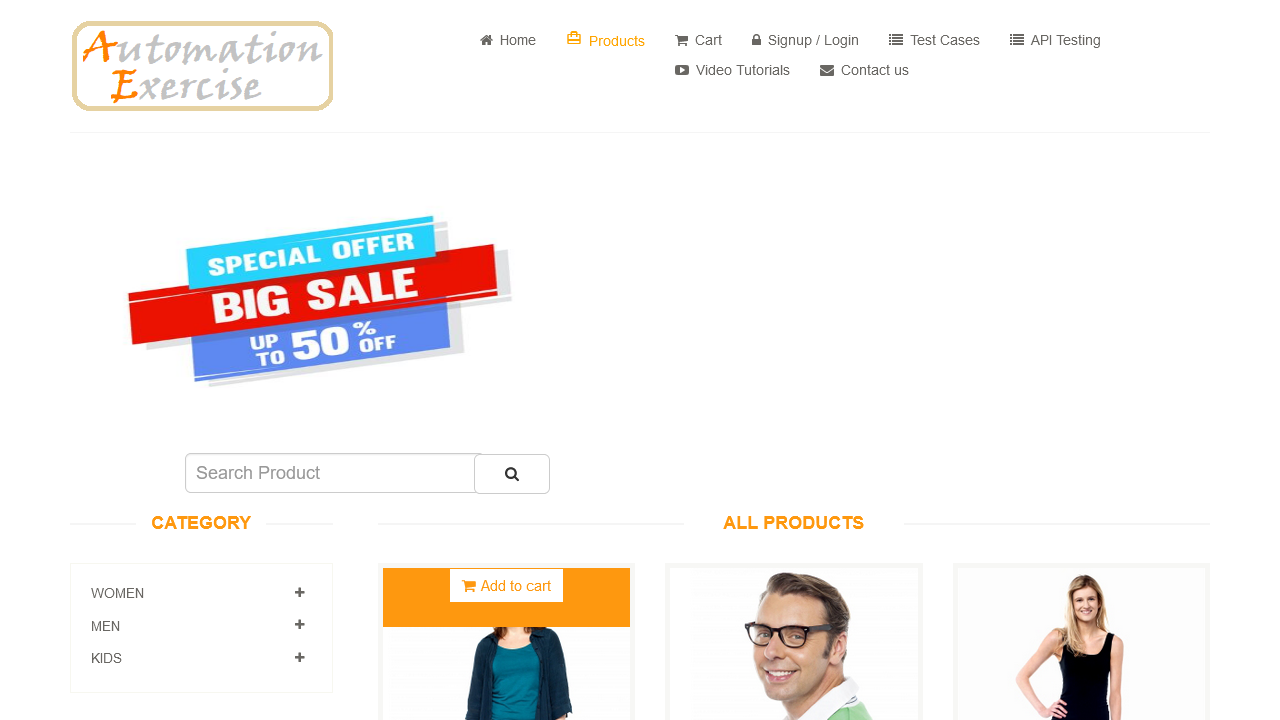 Automation
Exercise
Home
Products
Cart
Signup / Login
Test Cases
API Testing
Video Tutorials
Contact us
SPECIAL OFFER
BIG SALE
UP TO 50% OFF
Search Product
CATEGORY
ALL PRODUCTS
WOMEN
MEN
KIDS
Add to cart